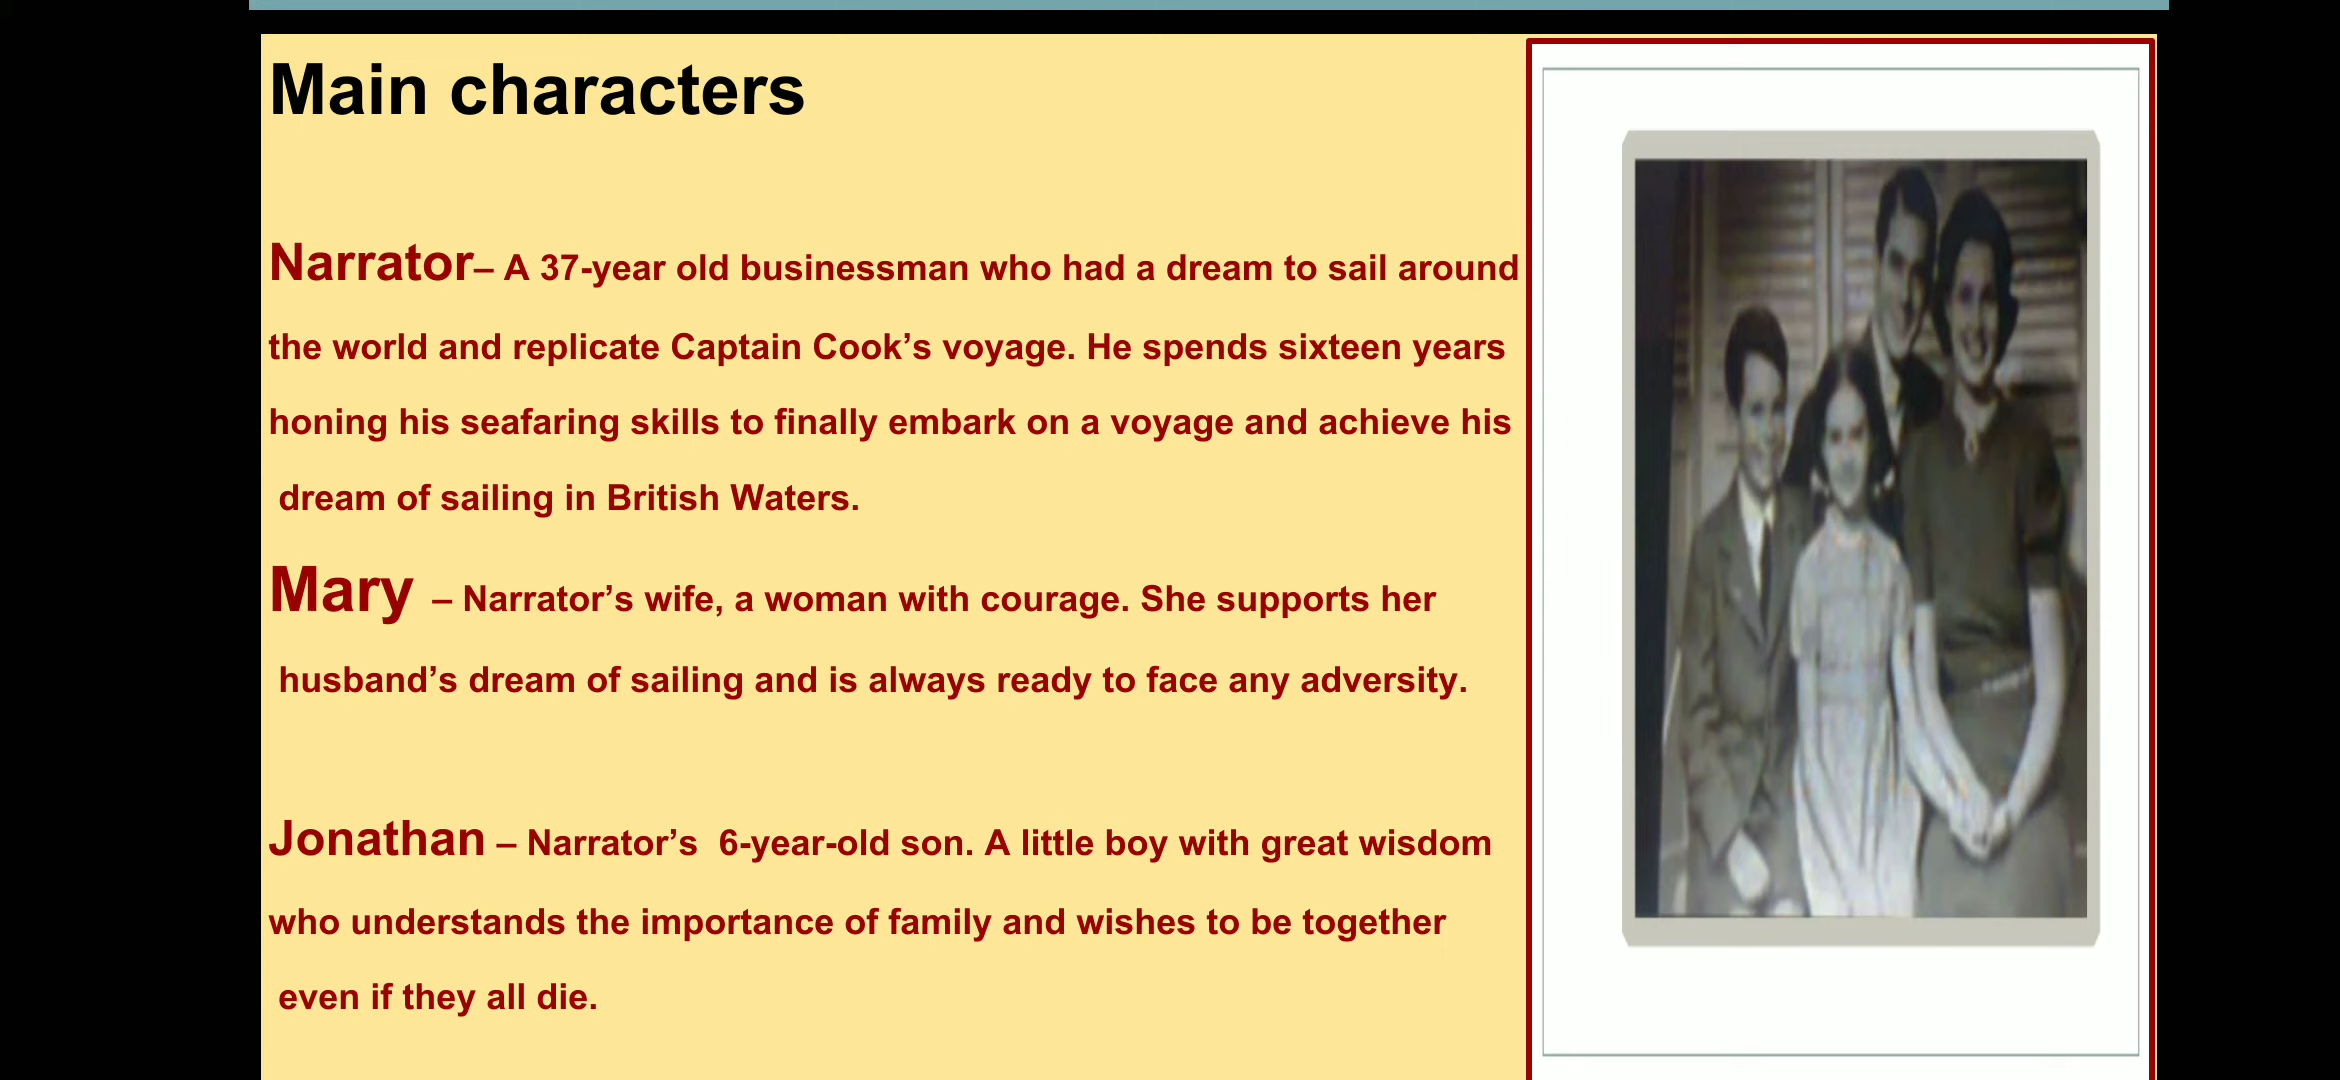 Main characters
Narrator– A 37-year old businessman who had a dream to sail around
the world and replicate Captain Cook’s voyage. He spends sixteen years
honing his seafaring skills to finally embark on a voyage and achieve his
dream of sailing in British Waters.
Mary – Narrator’s wife, a woman with courage. She supports her
husband’s dream of sailing and is always ready to face any adversity.
Jonathan – Narrator’s  6-year-old son. A little boy with great wisdom
who understands the importance of family and wishes to be together
even if they all die.